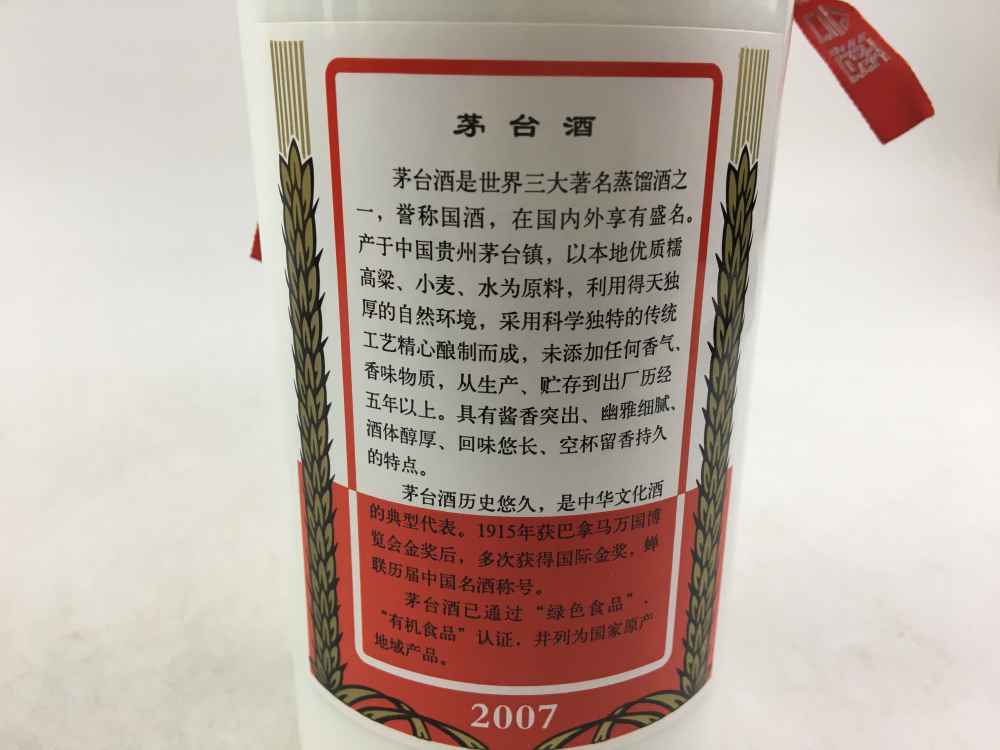 茅台酒
茅台酒是世界三大著名蒸馏酒之
一，誉称国酒，在国内外享有盛名。
产于中国贵州茅台镇，以本地优质糯
高粱、小麦、水为原料，利用得天独
厚的自然环境，采用科学独特的传统
工艺精心酿制而成，未添加任何香气、
香味物质，从生产、贮存到出厂历经
五年以上。具有酱香突出、幽雅细腻、
酒体醇厚、回味悠长、空杯留香持久
的特点。
茅台酒历史悠久，是中华文化酒
的典型代表。1915年获巴拿马万国博
览会金奖后，多次获得国际金奖，蝉
联历届中国名酒称号。
茅台酒已通过“绿色食品”、
“有机食品”认证，并列为国家原产
地域产品。
2007